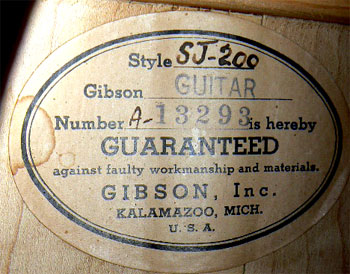 Style SJ-200
Gibson GUITAR
Number A-13293 is hereby
GUARANTEED
against faulty workmanship and materials.
GIBSON, Inc.
KALAMAZOO, MICH.
U. S. A.